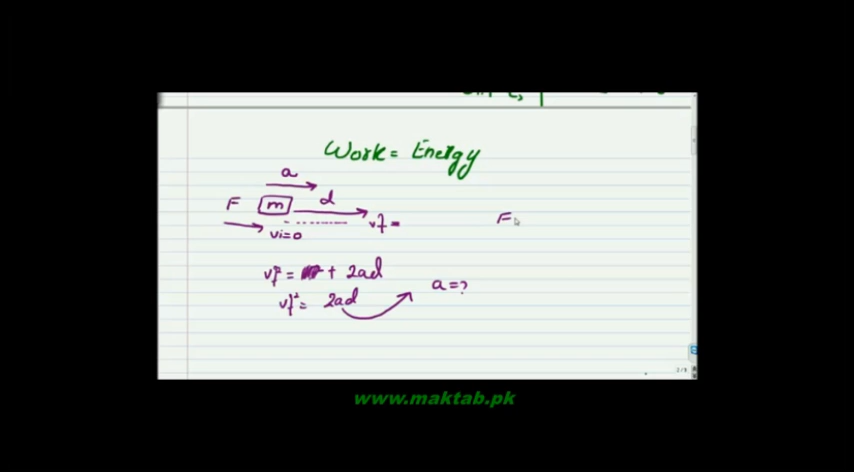 Work = Energy
a
F m d
vi=0 vf =
F
vf² = + 2ad
vf² = 2ad a=?
www.maktab.pk